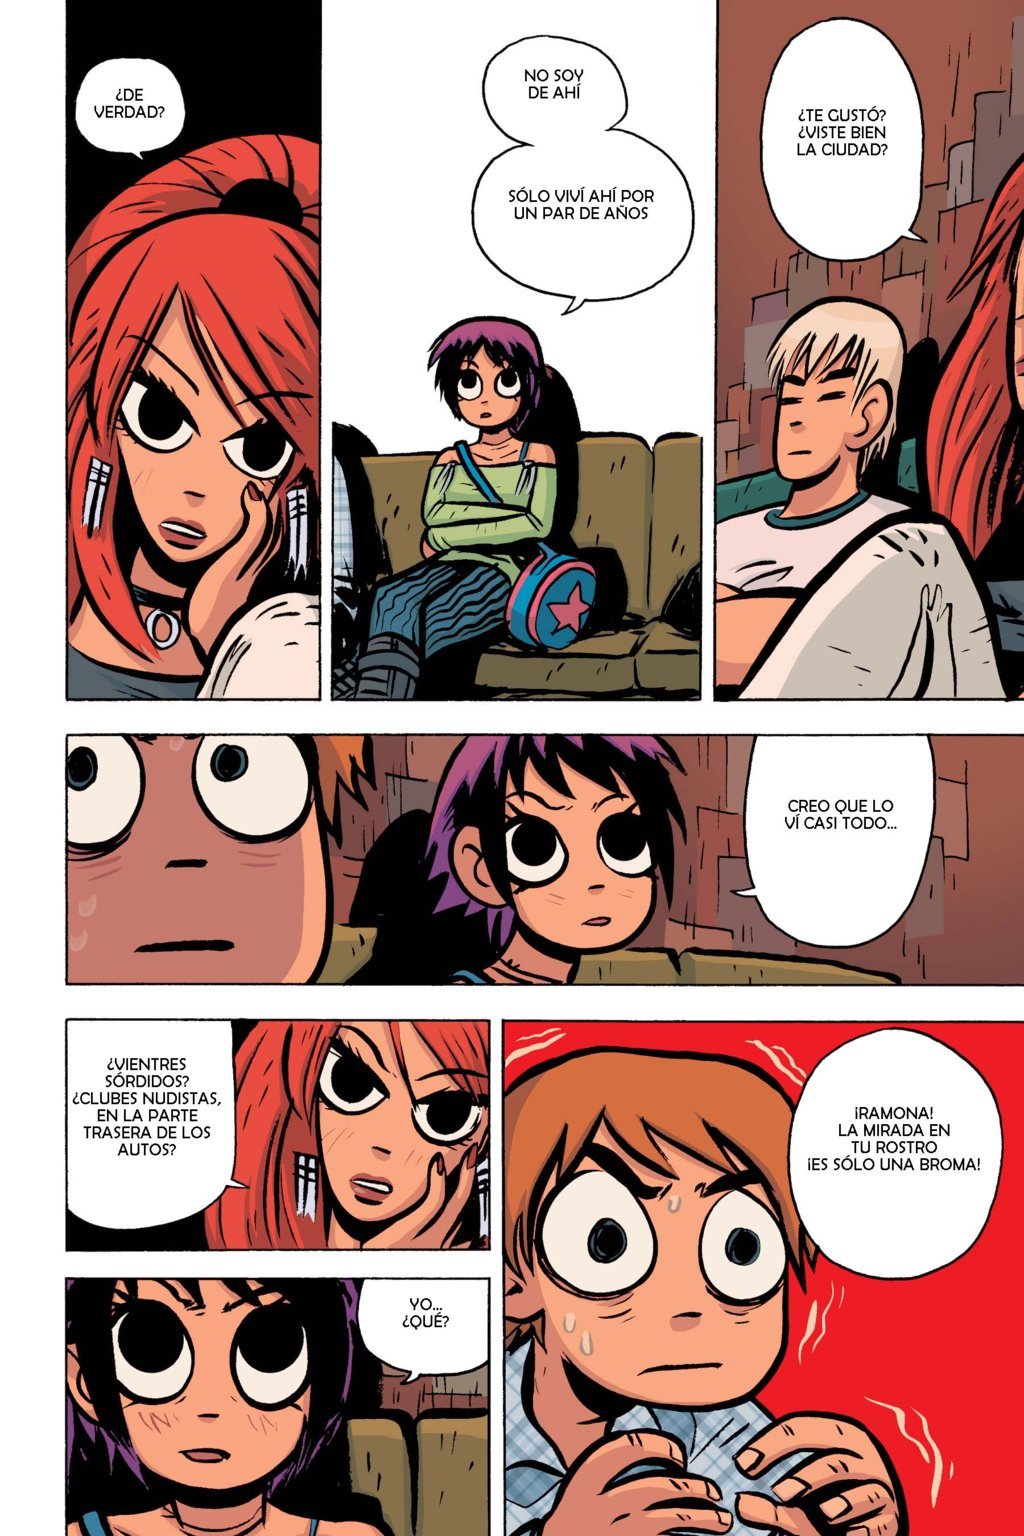 ¿DE
VERDAD?
NO SOY
DE AHÍ
SÓLO VIVÍ AHÍ POR
UN PAR DE AÑOS
¿TE GUSTÓ?
¿VISTE BIEN
LA CIUDAD?
CREO QUE LO
VÍ CASI TODO...
¿VIENTRES
SÓRDIDOS?
¿CLUBES NUDISTAS,
EN LA PARTE
TRASERA DE LOS
AUTOS?
¡RAMONA!
LA MIRADA EN
TU ROSTRO
¡ES SÓLO UNA BROMA!
YO...
¿QUÉ?